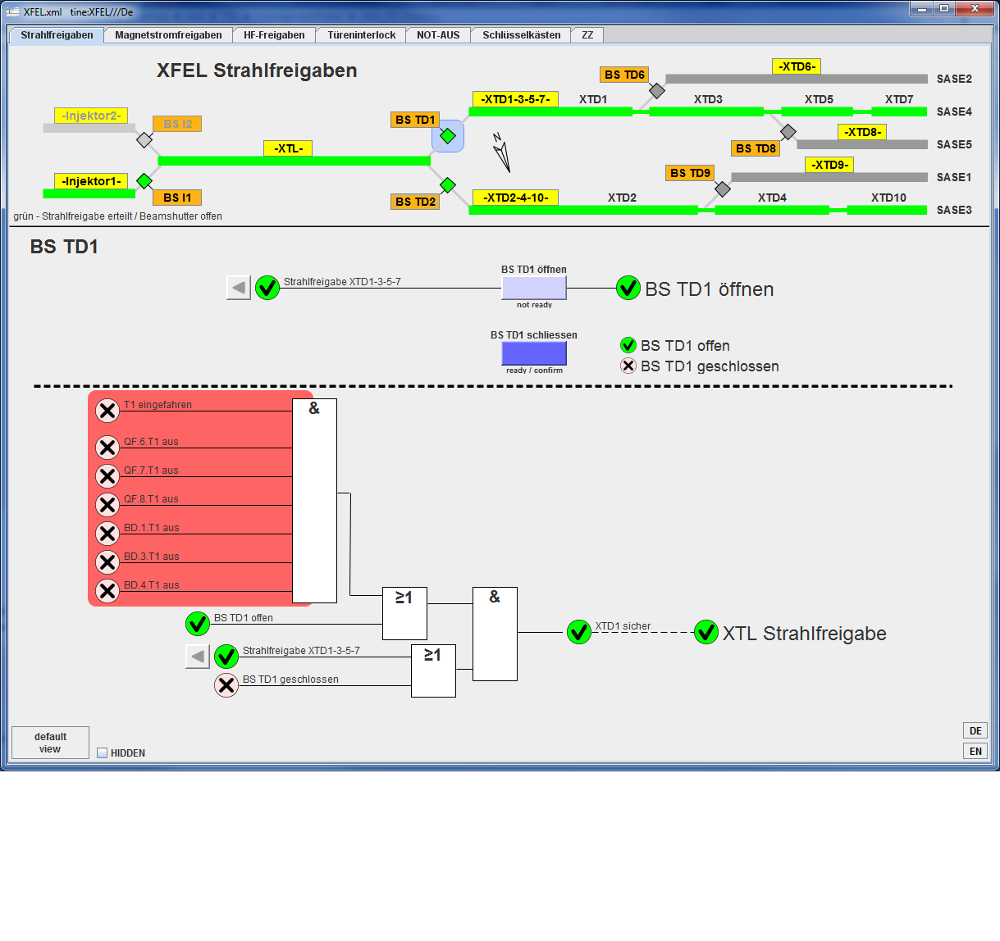 XFEL.xml tine:XFEL///De
Strahlfreigaben Magnetstromfreigaben HF-Freigaben Türeninterlock NOT-AUS Schlüsselkästen ZZ
XFEL Strahlfreigaben
-XTD6-
BS TD6
SASE2
-XTD1-3-5-7- XTD1 XTD3 XTD5 XTD7
SASE4
-Injektor2-
BS I2
BS TD1
N
-XTD8-
BS TD8
SASE5
-XTL-
-XTD9-
BS TD9
SASE1
-Injektor1-
BS I1
BS TD2
-XTD2-4-10- XTD2 XTD4 XTD10
SASE3
grün - Strahlfreigabe erteilt / Beamshutter offen
BS TD1
BS TD1 öffnen
Strahlfreigabe XTD1-3-5-7
BS TD1 öffnen
not ready
BS TD1 schliessen
BS TD1 offen
BS TD1 geschlossen
ready / confirm
T1 eingefahren
&
QF.6.T1 aus
QF.7.T1 aus
QF.8.T1 aus
BD.1.T1 aus
BD.3.T1 aus
BD.4.T1 aus
≥1
&
BS TD1 offen
XTD1 sicher
XTL Strahlfreigabe
Strahlfreigabe XTD1-3-5-7
≥1
BS TD1 geschlossen
default
view
HIDDEN
DE
EN